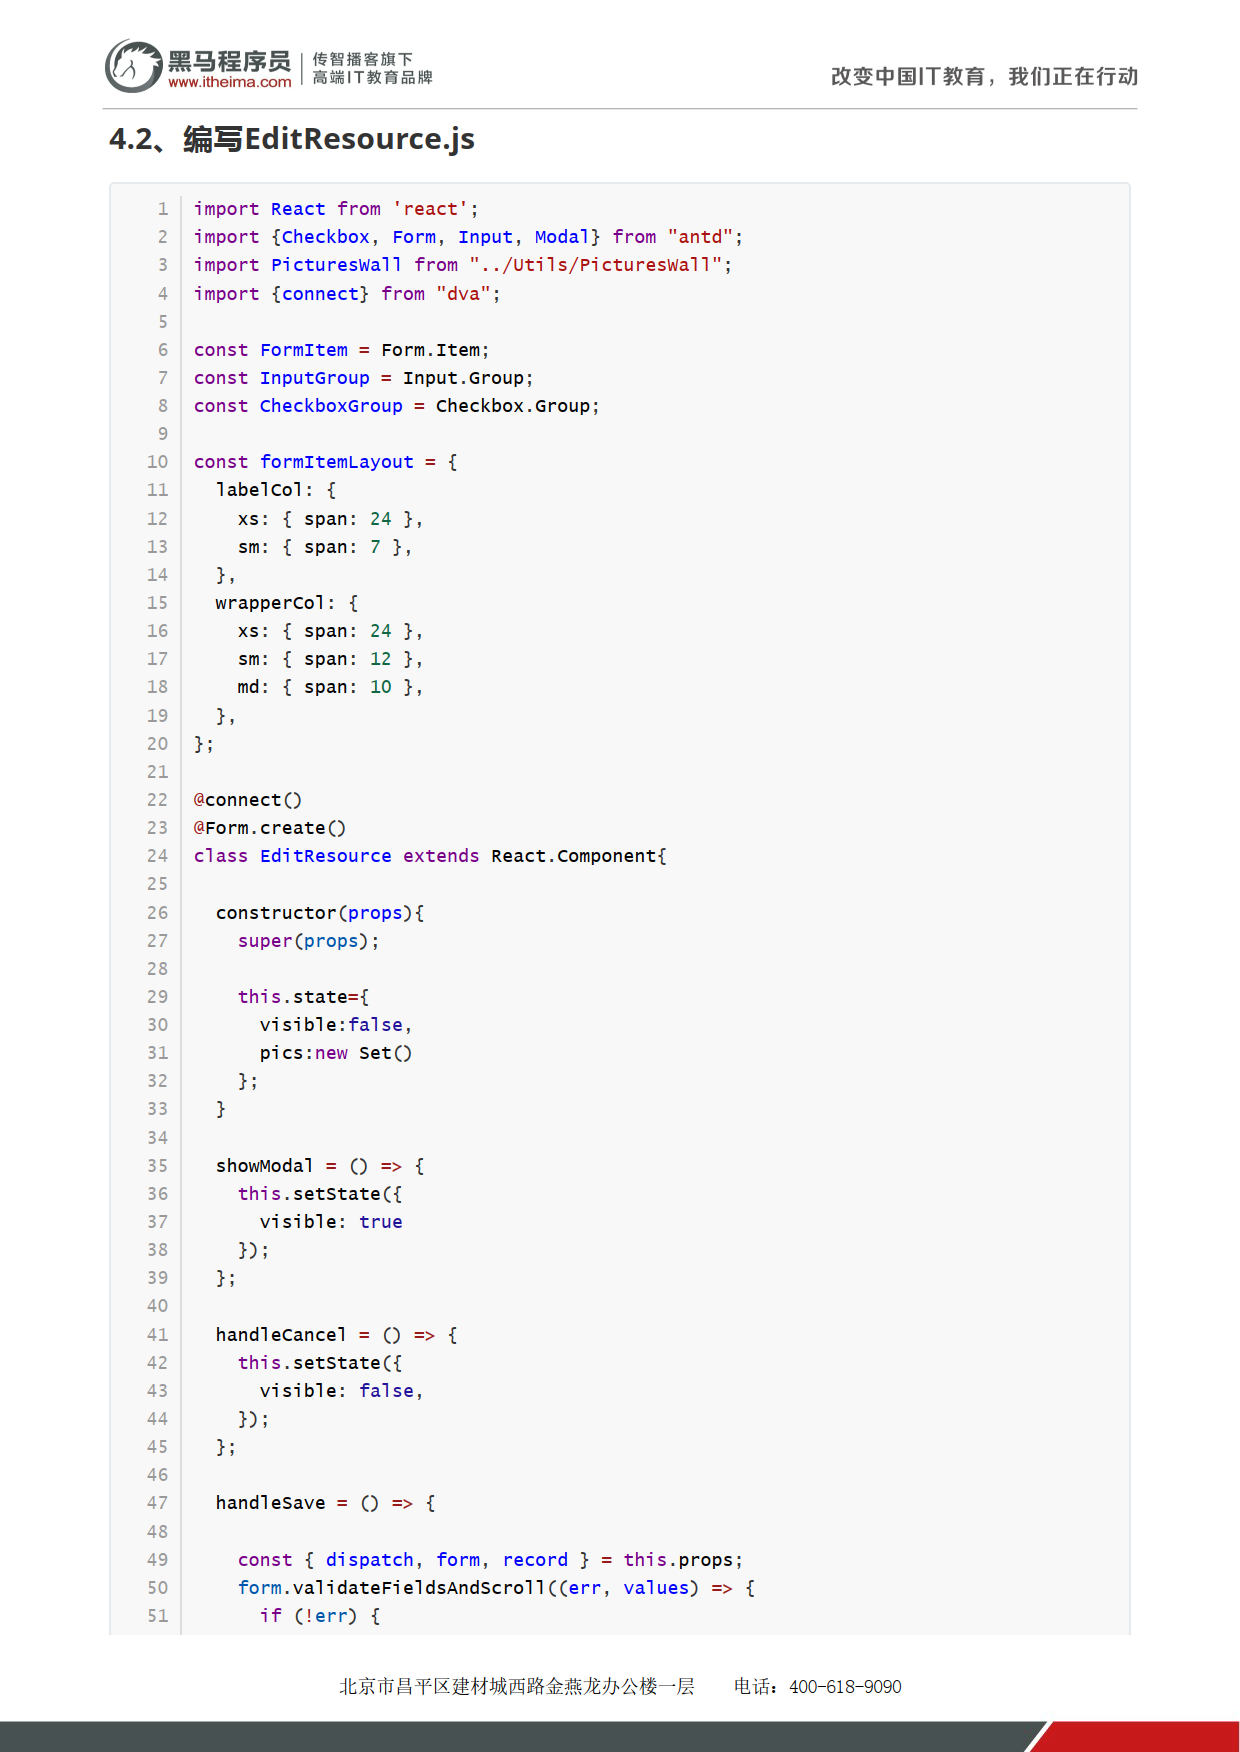 黑马程序员
www.itheima.com
传智播客旗下
高端IT教育品牌
改变中国IT教育，我们正在行动
4.2、编写EditResource.js
1 import React from 'react';
2 import {Checkbox, Form, Input, Modal} from "antd";
3 import PicturesWall from "../Utils/PicturesWall";
4 import {connect} from "dva";
5
6 const FormItem = Form.Item;
7 const InputGroup = Input.Group;
8 const CheckboxGroup = Checkbox.Group;
9
10 const formItemLayout = {
11   labelCol: {
12     xs: { span: 24 },
13     sm: { span: 7 },
14   },
15   wrapperCol: {
16     xs: { span: 24 },
17     sm: { span: 12 },
18     md: { span: 10 },
19   },
20 };
21
22 @connect()
23 @Form.create()
24 class EditResource extends React.Component{
25
26   constructor(props){
27     super(props);
28
29     this.state={
30       visible:false,
31       pics:new Set()
32     };
33   }
34
35   showModal = () => {
36     this.setState({
37       visible: true
38     });
39   };
40
41   handleCancel = () => {
42     this.setState({
43       visible: false,
44     });
45   };
46
47   handleSave = () => {
48
49     const { dispatch, form, record } = this.props;
50     form.validateFieldsAndScroll((err, values) => {
51       if (!err) {
北京市昌平区建材城西路金燕龙办公楼一层 电话：400-618-9090